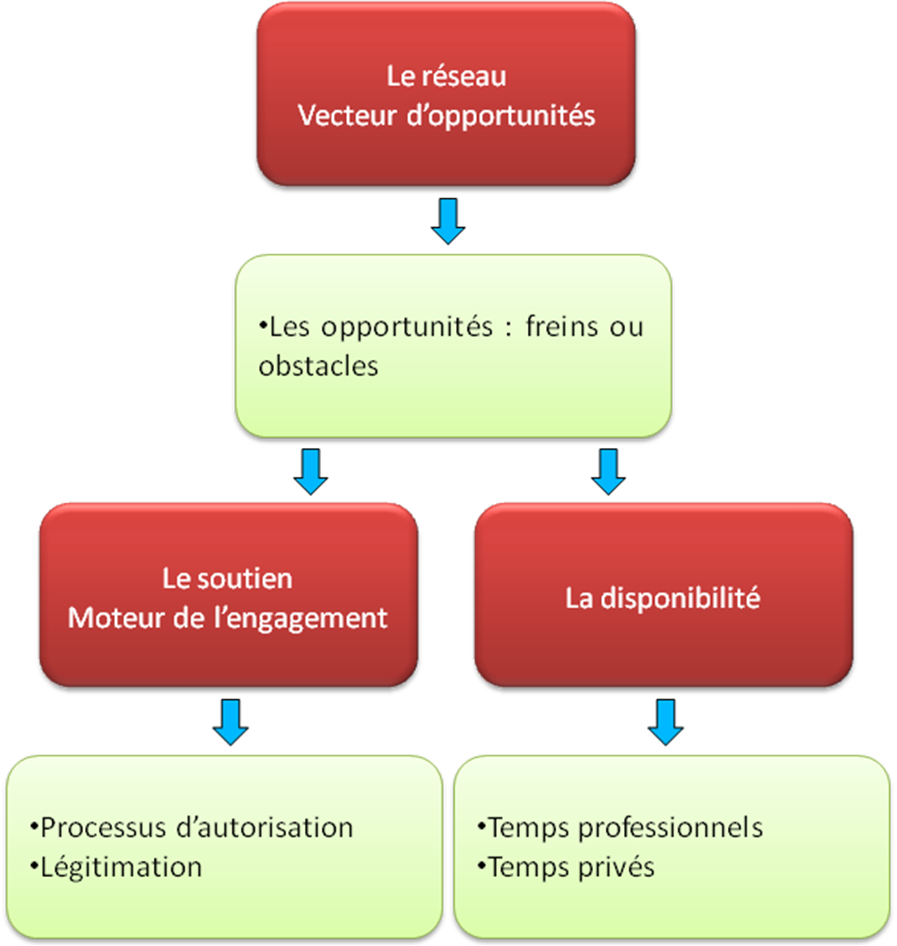 Le réseau
Vecteur d’opportunités
•Les opportunités : freins ou
obstacles
Le soutien
Moteur de l’engagement
La disponibilité
•Processus d’autorisation
•Légitimation
•Temps professionnels
•Temps privés